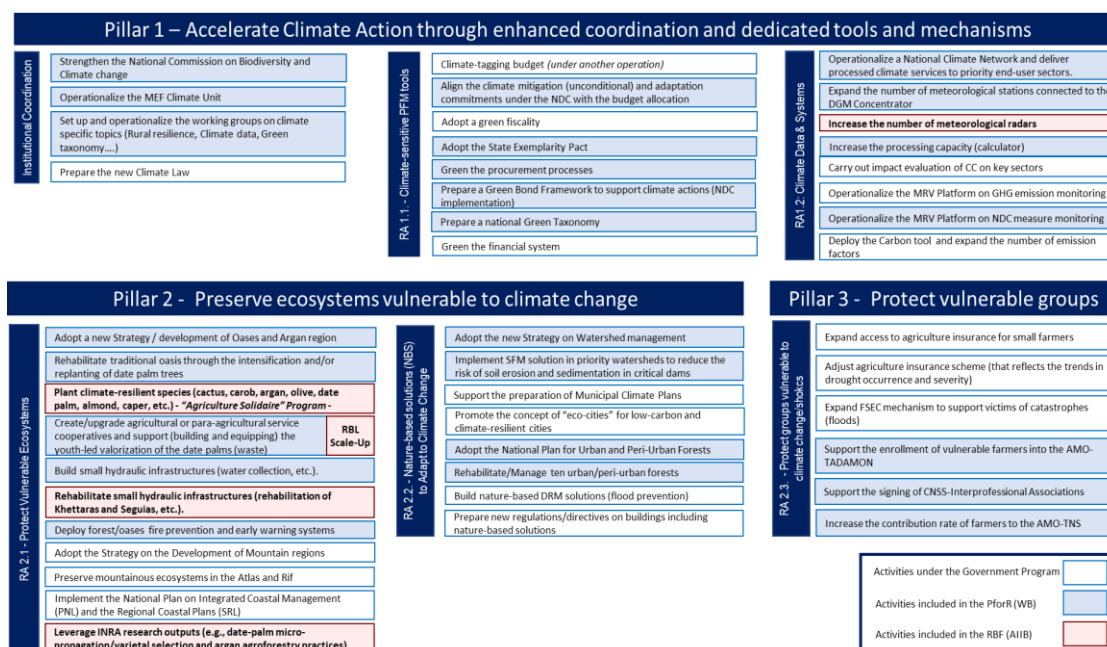 Pillar 1 – Accelerate Climate Action through enhanced coordination and dedicated tools and mechanisms
Institutional Coordination
Strengthen the National Commission on Biodiversity and
Climate change
Operationalize the MEF Climate Unit
Set up and operationalize the working groups on climate
specific topics (Rural resilience, Climate data, Green
taxonomy....)
Prepare the new Climate Law
RA 1.1.- Climate-sensitive PFM tools
Climate-tagging budget (under another operation)
Align the climate mitigation (unconditional) and adaptation
commitments under the NDC with the budget allocation
Adopt a green fiscality
Adopt the State Exemplarity Pact
Green the procurement processes
Prepare a Green Bond Framework to support climate actions (NDC
implementation)
Prepare a national Green Taxonomy
Green the financial system
RA1.2: Climate Data & Systems
Operationalize a National Climate Network and deliver
processed climate services to priority end-user sectors.
Expand the number of meteorological stations connected to the
DGM Concentrator
Increase the number of meteorological radars
Increase the processing capacity (calculator)
Carry out impact evaluation of CC on key sectors
Operationalize the MRV Platform on GHG emission monitoring
Operationalize the MRV Platform on NDC measure monitoring
Deploy the Carbon tool and expand the number of emission
factors
Pillar 2 - Preserve ecosystems vulnerable to climate change
RA 2.1 - Protect Vulnerable Ecosystems
Adopt a new Strategy / development of Oases and Argan region
Rehabilitate traditional oasis through the intensification and/or
replanting of date palm trees
Plant climate-resilient species (cactus, carob, argan, olive, date
palm, almond, caper, etc.) - "Agriculture Solidaire" Program -
Create/upgrade agricultural or para-agricultural service
cooperatives and support (building and equipping) the
youth-led valorization of the date palms (waste)
RBL
Scale-Up
Build small hydraulic infrastructures (water collection, etc.).
Rehabilitate small hydraulic infrastructures (rehabilitation of
Khettaras and Seguias, etc.).
Deploy forest/oases fire prevention and early warning systems
Adopt the Strategy on the Development of Mountain regions
Preserve mountainous ecosystems in the Atlas and Rif
Implement the National Plan on Integrated Coastal Management
(PNL) and the Regional Coastal Plans (SRL)
Leverage INRA research outputs (e.g., date-palm micro-
propagation/varietal selection and argan agroforestry practices)
RA 2.2. - Nature-based solutions (NBS)
to Adapt to Climate Change
Adopt the new Strategy on Watershed management
Implement SFM solution in priority watersheds to reduce the
risk of soil erosion and sedimentation in critical dams
Support the preparation of Municipal Climate Plans
Promote the concept of "eco-cities" for low-carbon and
climate-resilient cities
Adopt the National Plan for Urban and Peri-Urban Forests
Rehabilitate/Manage ten urban/peri-urban forests
Build nature-based DRM solutions (flood prevention)
Prepare new regulations/directives on buildings including
nature-based solutions
Pillar 3 - Protect vulnerable groups
RA 2.3. - Protect groups vulnerable to
climate change/shokcs
Expand access to agriculture insurance for small farmers
Adjust agriculture insurance scheme (that reflects the trends in
drought occurrence and severity)
Expand FSEC mechanism to support victims of catastrophes
(floods)
Support the enrollment of vulnerable farmers into the AMO-
TADAMON
Support the signing of CNSS-Interprofessional Associations
Increase the contribution rate of farmers to the AMO-TNS
Activities under the Government Program
Activities included in the PforR (WB)
Activities included in the RBF (AIIB)